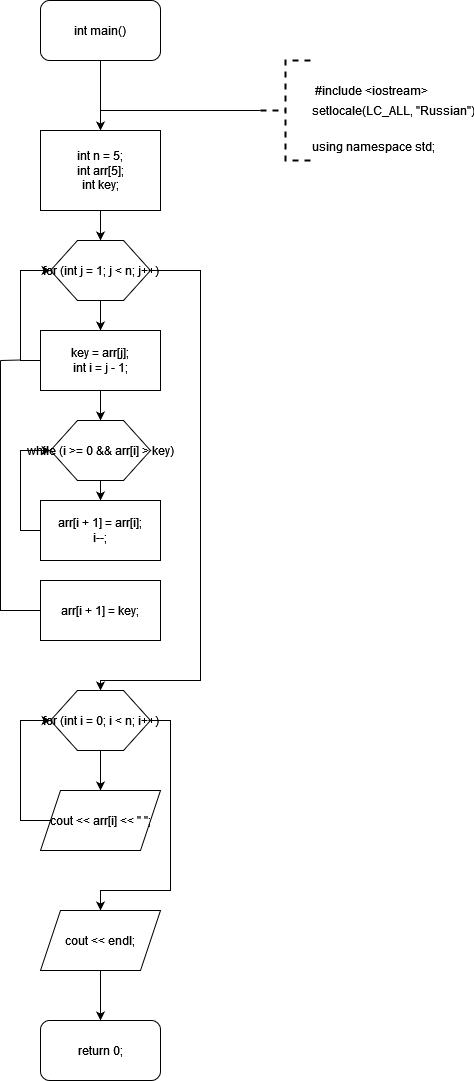 int main()
#include <iostream>
setlocale(LC_ALL, "Russian")
using namespace std;
int n = 5;
int arr[5];
int key;
for (int j = 1; j < n; j++)
key = arr[j];
int i = j - 1;
while (i >= 0 && arr[i] > key)
arr[i + 1] = arr[i];
i--;
arr[i + 1] = key;
for (int i = 0; i < n; i++)
cout << arr[i] << " ";
cout << endl;
return 0;